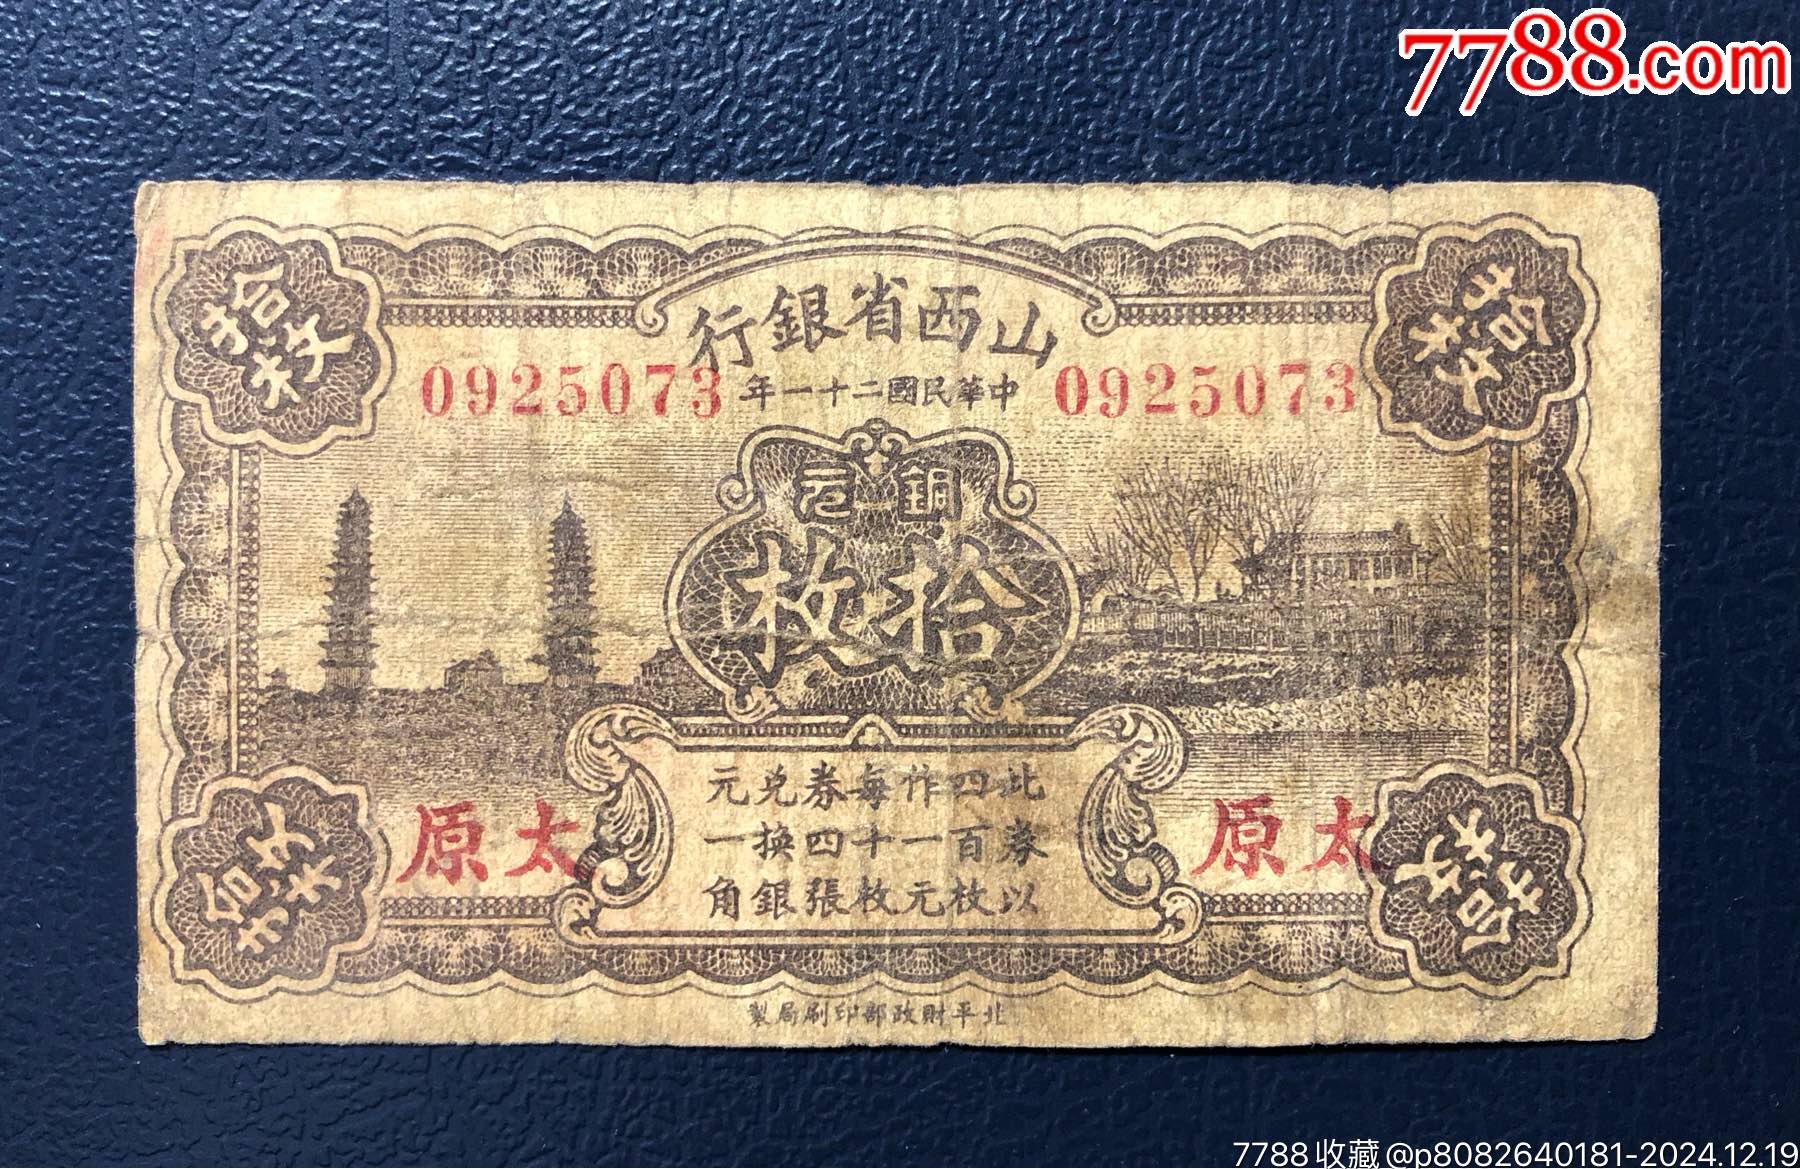 7788.com
拾枚
拾枚
山西省銀行
0925073
中華民國二十一年
0925073
銅元
拾枚
太原
太原
此券以
四百枚
作一元
每十枚
券四張
兑換銀
元一角
拾枚
拾枚
北平財政部印刷局製
7788收藏@p8082640181-2024.12.19